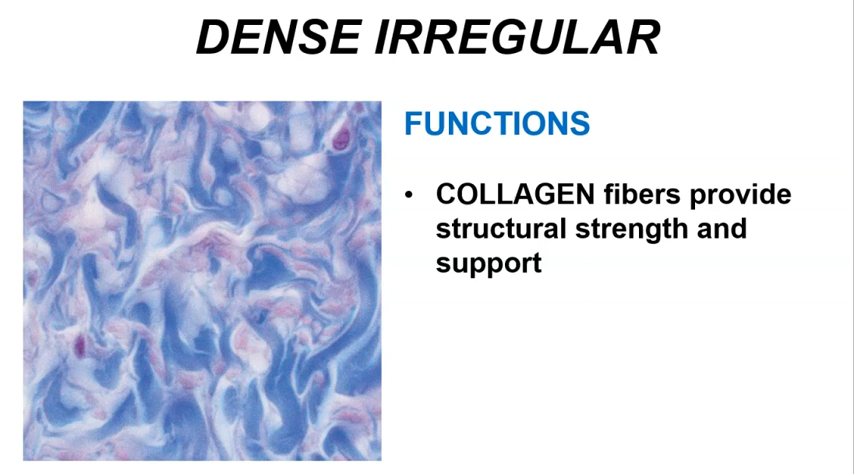 DENSE IRREGULAR
FUNCTIONS
• COLLAGEN fibers provide
structural strength and
support